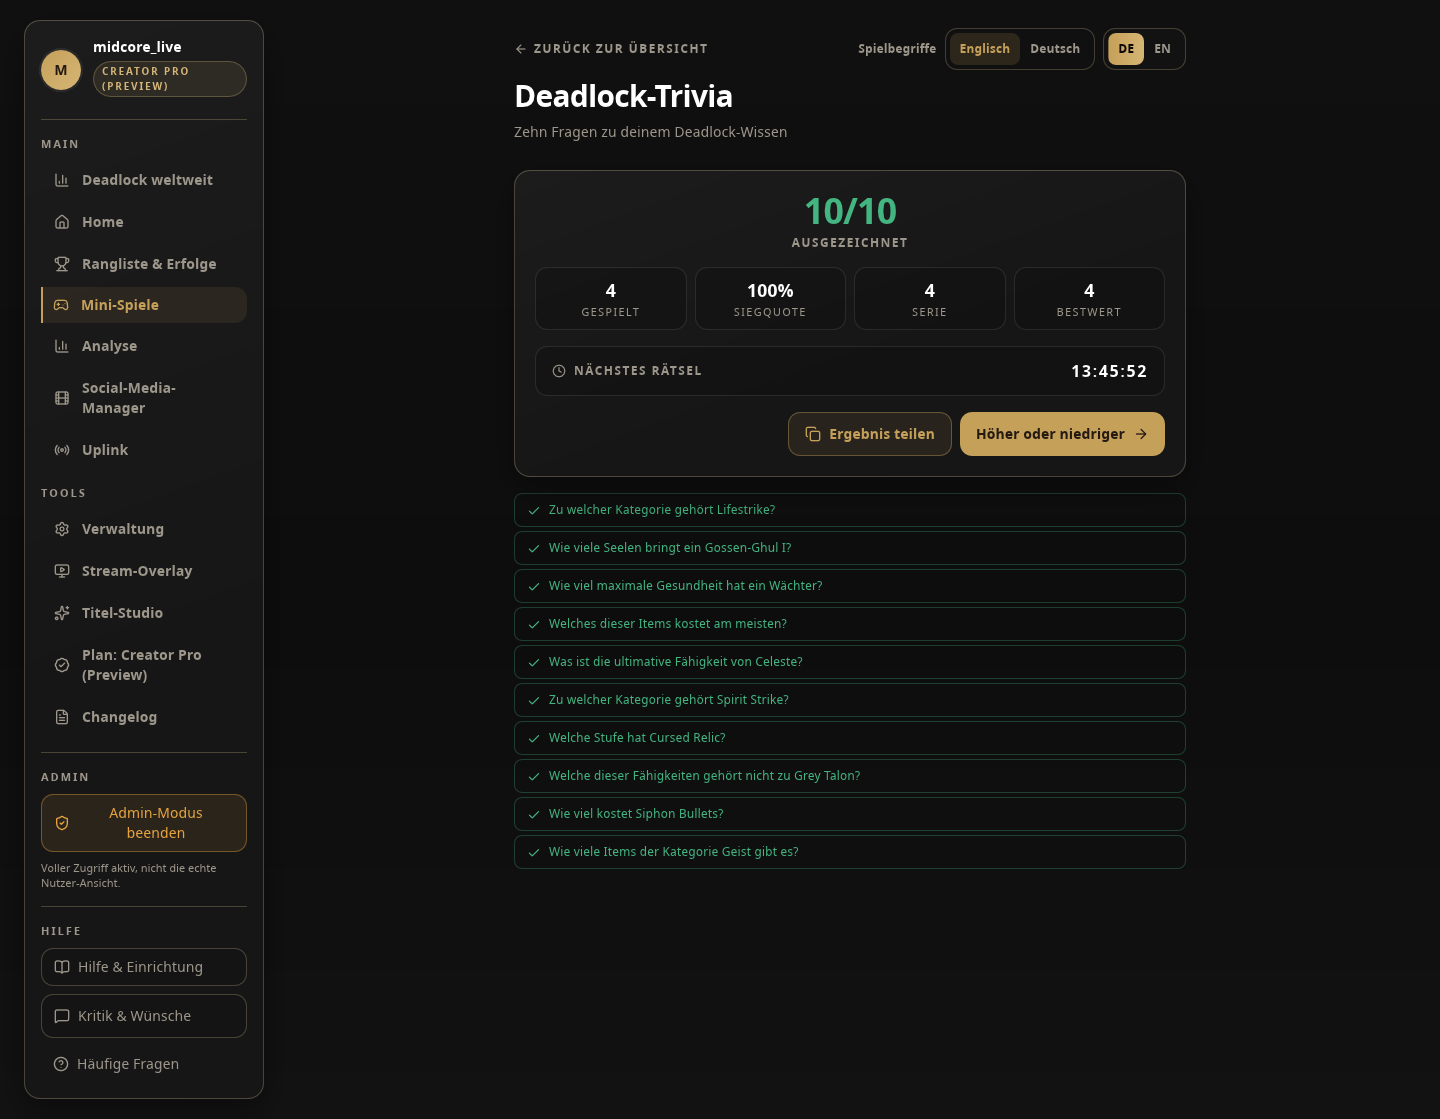 M
midcore_live
CREATOR PRO
(PREVIEW)
MAIN
Deadlock weltweit
Home
Rangliste & Erfolge
Mini-Spiele
Analyse
Social-Media-
Manager
Uplink
TOOLS
Verwaltung
Stream-Overlay
Titel-Studio
Plan: Creator Pro
(Preview)
Changelog
ADMIN
Admin-Modus
beenden
Voller Zugriff aktiv, nicht die echte
Nutzer-Ansicht.
HILFE
Hilfe & Einrichtung
Kritik & Wünsche
Häufige Fragen
ZURÜCK ZUR ÜBERSICHT
Spielbegriffe
Englisch
Deutsch
DE
EN
Deadlock-Trivia
Zehn Fragen zu deinem Deadlock-Wissen
10/10
AUSGEZEICHNET
4
GESPIELT
100%
SIEGQUOTE
4
SERIE
4
BESTWERT
NÄCHSTES RÄTSEL
13:45:52
Ergebnis teilen
Höher oder niedriger
Zu welcher Kategorie gehört Lifestrike?
Wie viele Seelen bringt ein Gossen-Ghul I?
Wie viel maximale Gesundheit hat ein Wächter?
Welches dieser Items kostet am meisten?
Was ist die ultimative Fähigkeit von Celeste?
Zu welcher Kategorie gehört Spirit Strike?
Welche Stufe hat Cursed Relic?
Welche dieser Fähigkeiten gehört nicht zu Grey Talon?
Wie viel kostet Siphon Bullets?
Wie viele Items der Kategorie Geist gibt es?